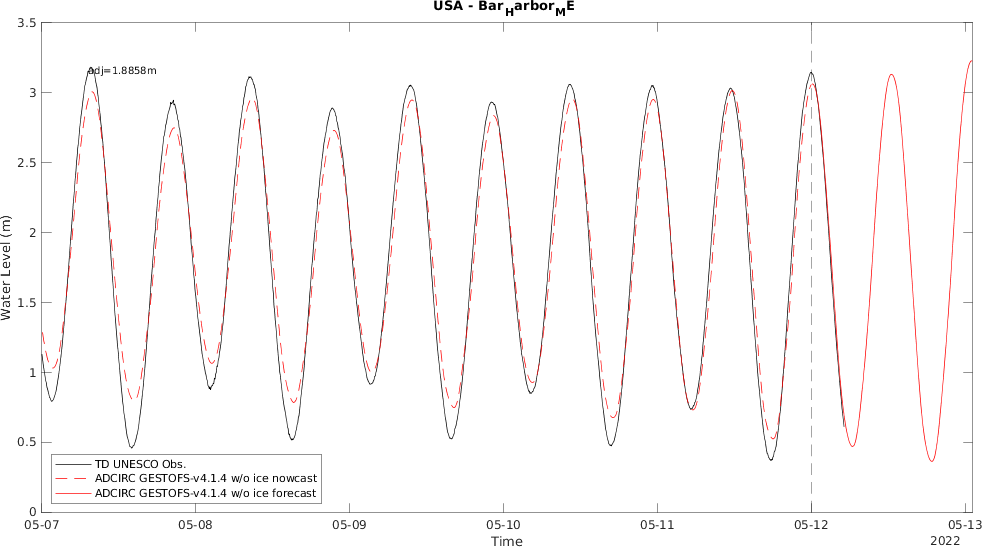 USA - Bar_Harbor_ME
adj=1.8858m
3.5
3
2.5
2
1.5
1
0.5
0
Water Level (m)
TD UNESCO Obs.
ADCIRC GESTOFS-v4.1.4 w/o ice nowcast
ADCIRC GESTOFS-v4.1.4 w/o ice forecast
05-07 05-08 05-09 05-10 05-11 05-12 05-13
Time
2022